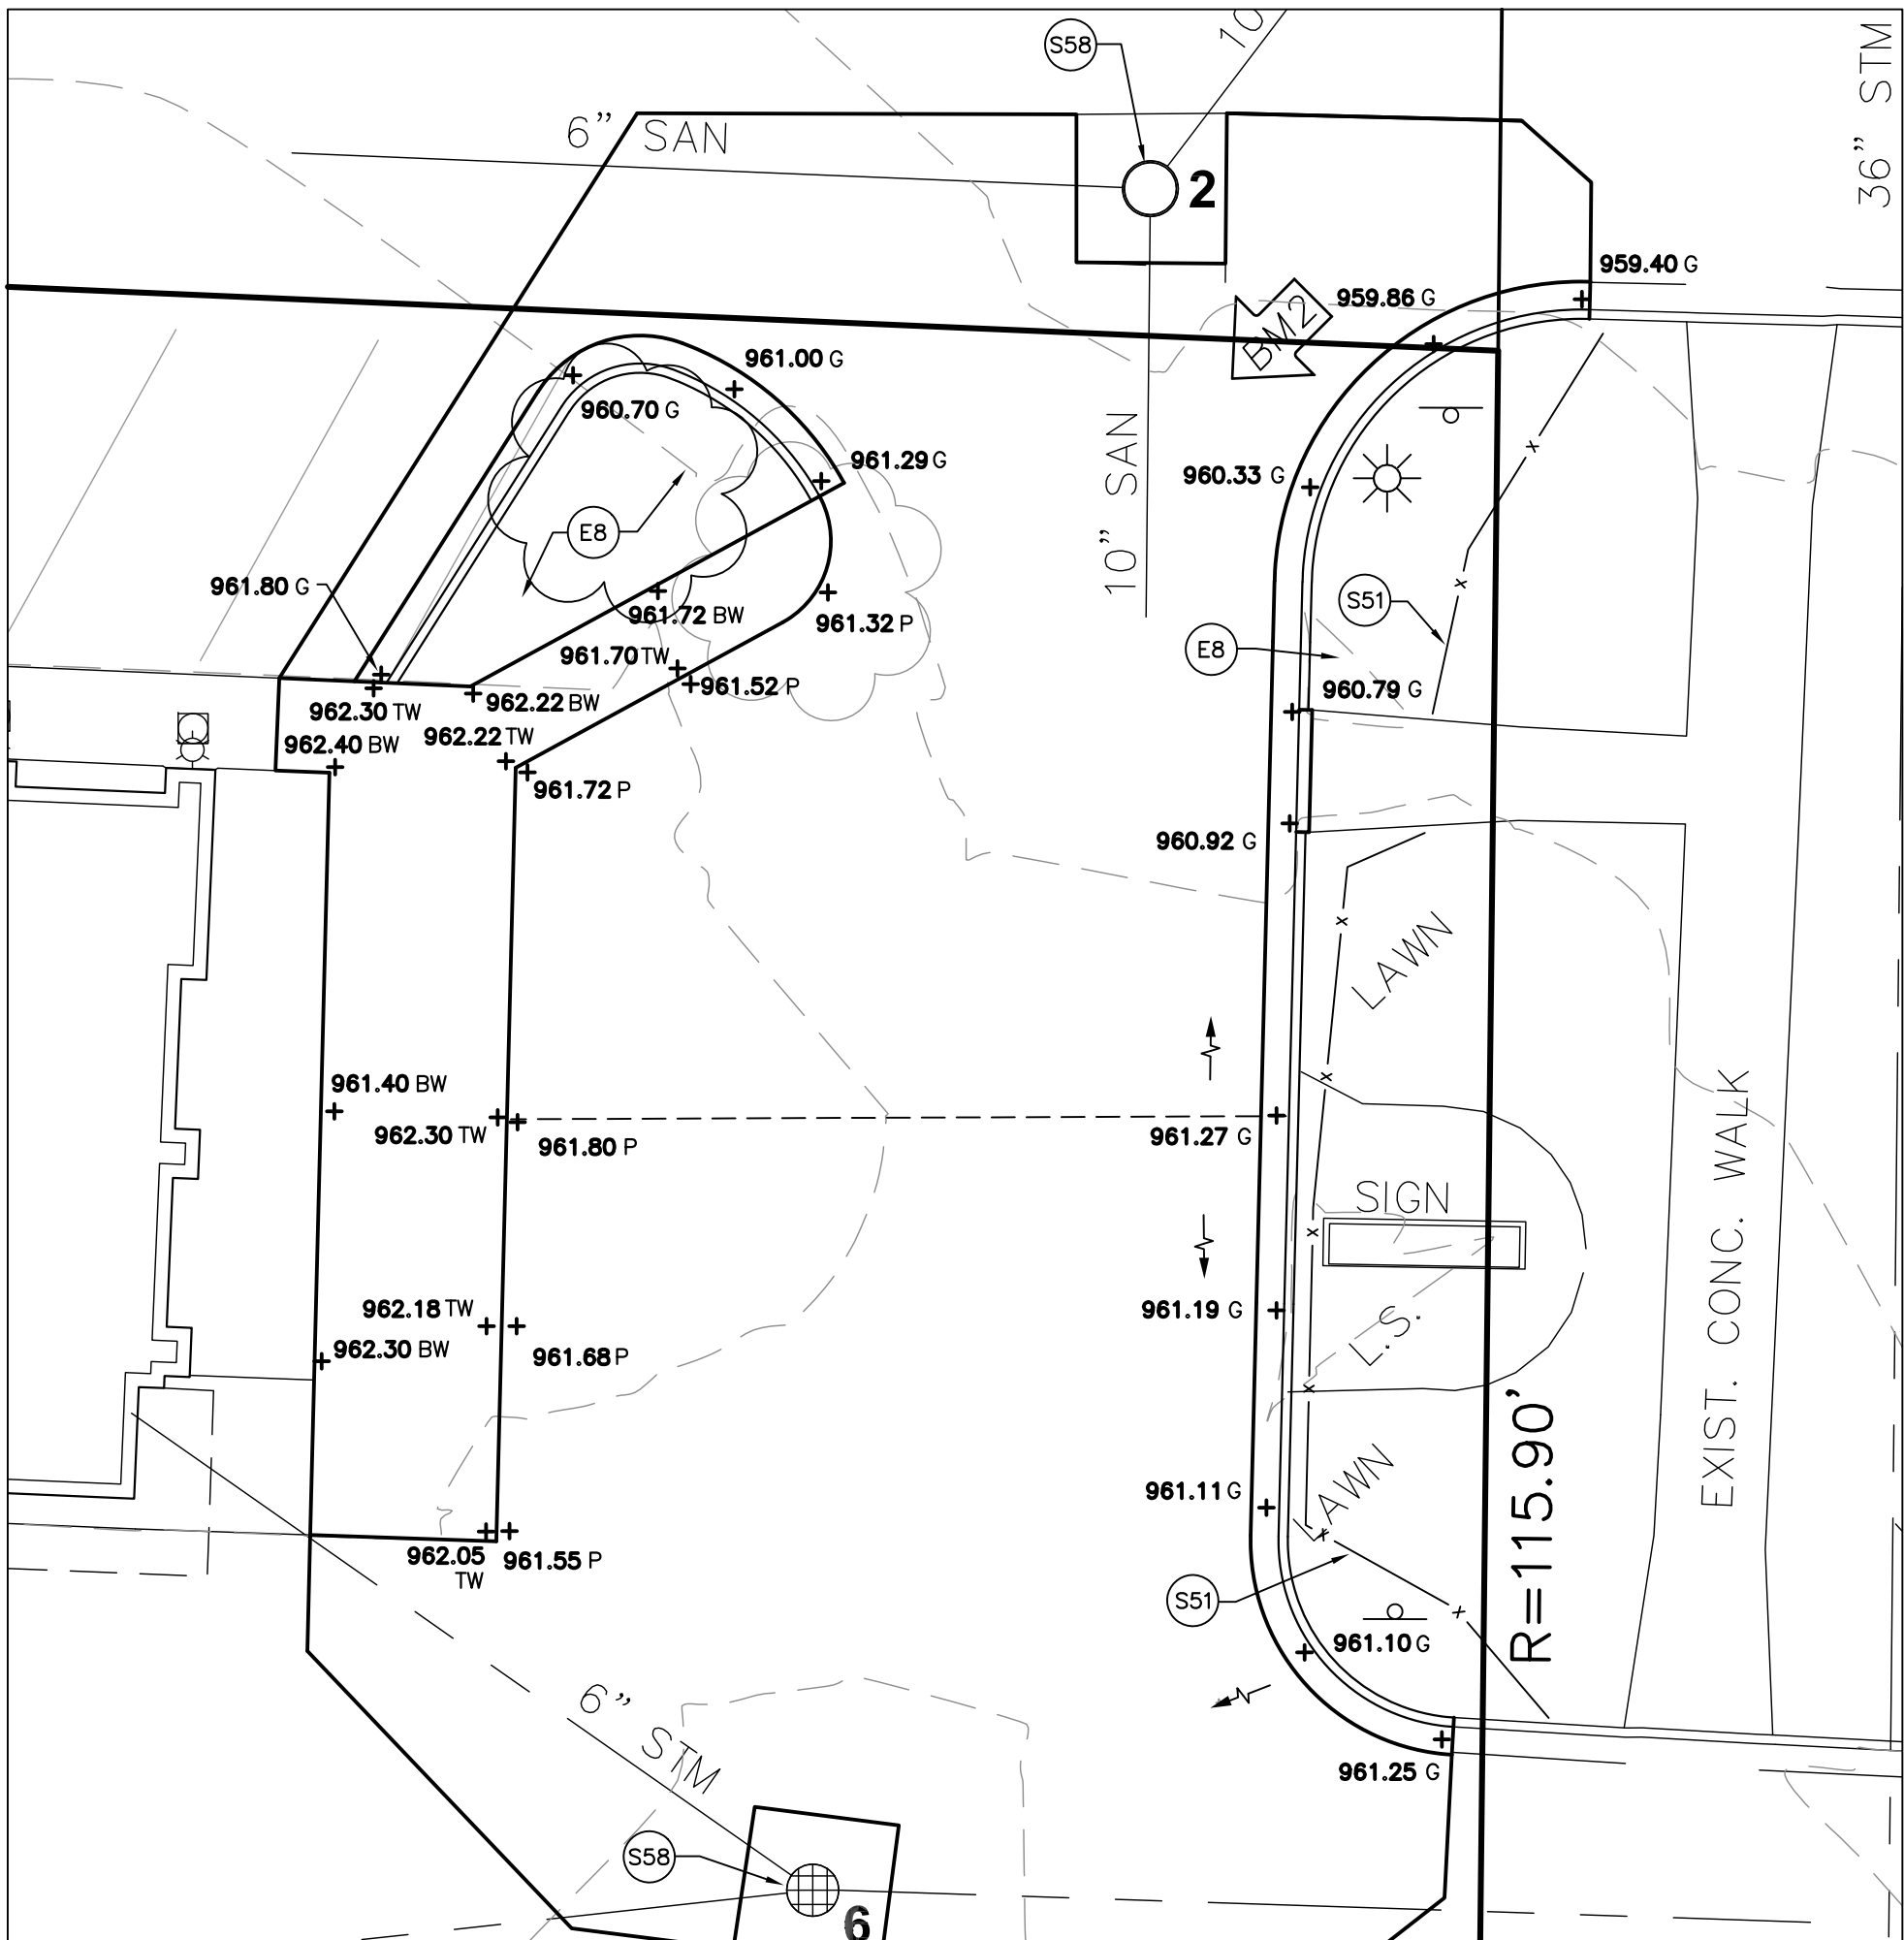 S58
10
36" STM
6" SAN
2
959.40 G
959.86 G
BM2
961.00 G
960.70 G
961.29 G
10" SAN
960.33 G
E8
961.80 G
S51
961.72 BW
961.32 P
961.70 TW
E8
961.52 P
960.79 G
962.30 TW
962.22 BW
962.22 TW
962.40 BW
961.72 P
960.92 G
LAWN
961.40 BW
962.30 TW
961.80 P
961.27 G
EXIST. CONC. WALK
SIGN
962.18 TW
961.19 G
962.30 BW
961.68 P
L.S.
R=115.90'
961.11 G
LAWN
962.05
TW
961.55 P
S51
961.10 G
6" STM
961.25 G
S58
6